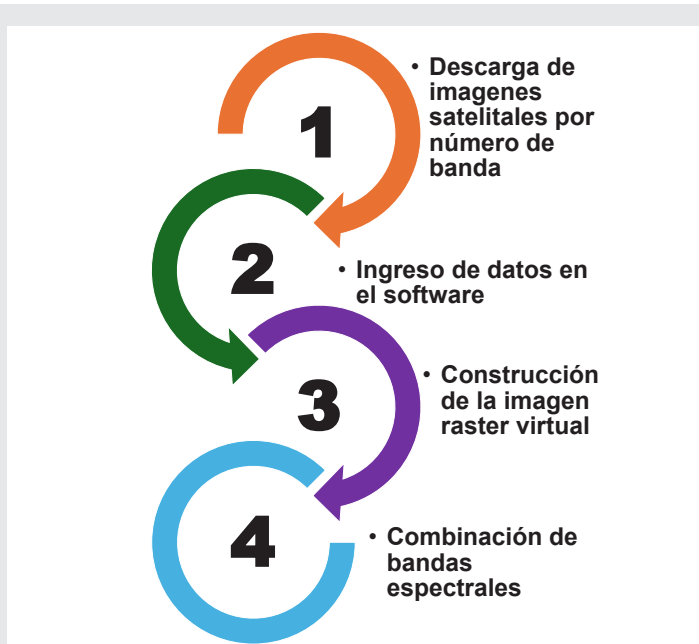 1
• Descarga de
imagenes
satelitales por
número de
banda
2
• Ingreso de datos en
el software
3
• Construcción
de la imagen
raster virtual
4
• Combinación de
bandas
espectrales